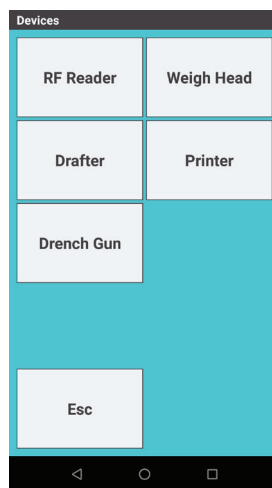 Devices
RF Reader
Weigh Head
Drafter
Printer
Drench Gun
Esc